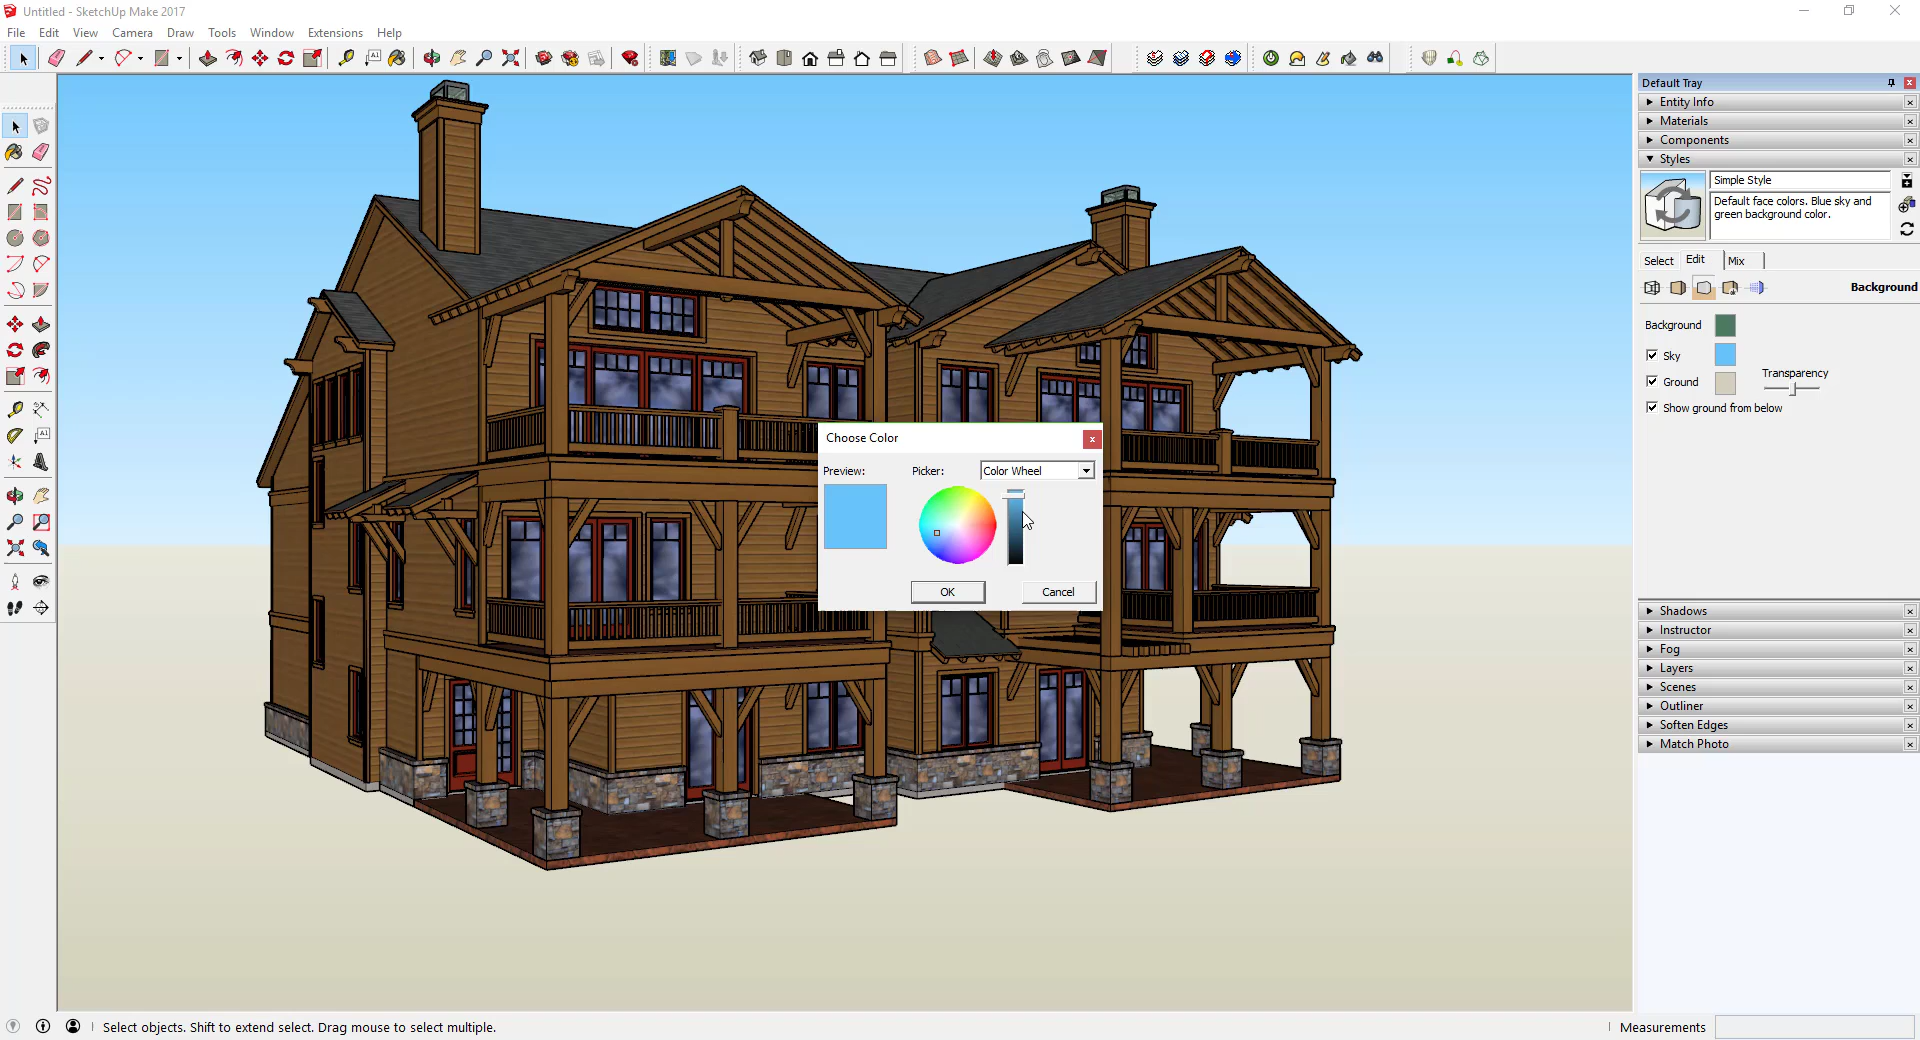 Untitled - SketchUp Make 2017
File Edit View Camera Draw Tools Window Extensions Help
Default Tray
Entity Info
Materials
Components
Styles
Simple Style
Default face colors. Blue sky and
green background color.
Select Edit Mix
Background
Background
Sky
Transparency
Ground
Show ground from below
Choose Color
Preview: Picker: Color Wheel
OK Cancel
Shadows
Instructor
Fog
Layers
Scenes
Outliner
Soften Edges
Match Photo
Select objects. Shift to extend select. Drag mouse to select multiple.
Measurements